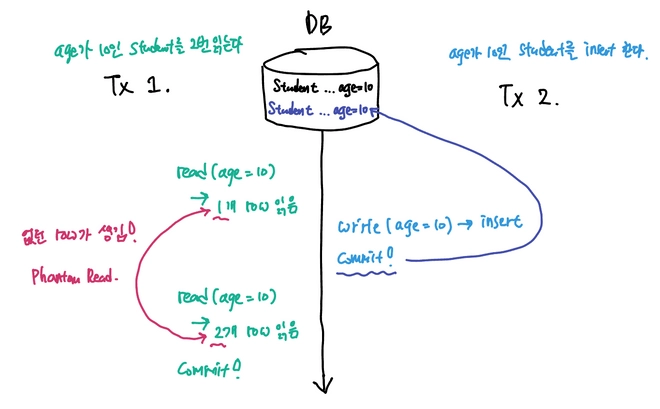 DB
age가 10인 Student를 2번 읽는다
Tx 1.
age가 10인 Student를 insert 한다.
Tx 2.
Student ... age=10
Student ... age=10
read (age = 10)
→ 1개 row 읽음
write (age = 10) → insert
Commit!
없던 row가 생김!
Phantom Read.
read (age = 10)
→ 2개 row 읽음
Commit!